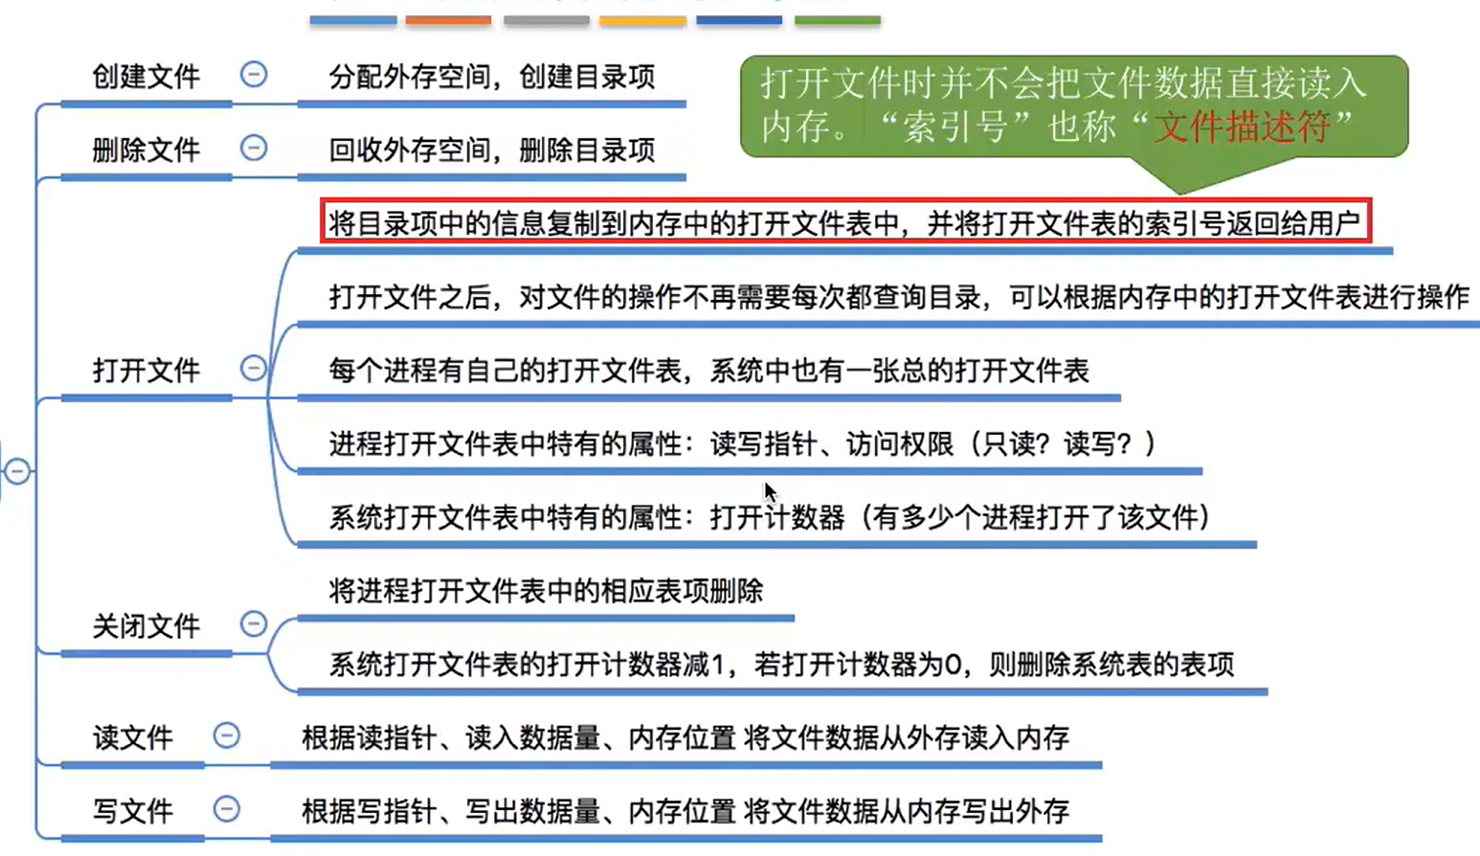 创建文件
分配外存空间，创建目录项
打开文件时并不会把文件数据直接读入
内存。“索引号”也称“文件描述符”
删除文件
回收外存空间，删除目录项
打开文件
将目录项中的信息复制到内存中的打开文件表中，并将打开文件表的索引号返回给用户
打开文件之后，对文件的操作不再需要每次都查询目录，可以根据内存中的打开文件表进行操作
每个进程有自己的打开文件表，系统中也有一张总的打开文件表
进程打开文件表中特有的属性：读写指针、访问权限（只读？读写？）
系统打开文件表中特有的属性：打开计数器（有多少个进程打开了该文件）
关闭文件
将进程打开文件表中的相应表项删除
系统打开文件表的打开计数器减1，若打开计数器为0，则删除系统表的表项
读文件
根据读指针、读入数据量、内存位置 将文件数据从外存读入内存
写文件
根据写指针、写出数据量、内存位置 将文件数据从内存写出外存